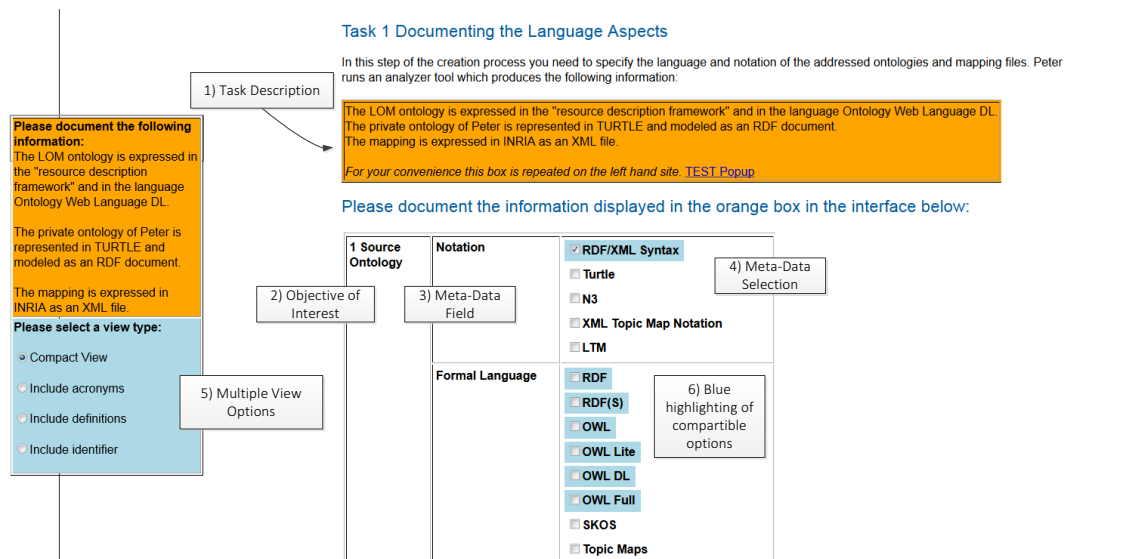 Task 1 Documenting the Language Aspects
In this step of the creation process you need to specify the language and notation of the addressed ontologies and mapping files. Peter
runs an analyzer tool which produces the following information:
1) Task Description
The LOM ontology is expressed in the "resource description framework" and in the language Ontology Web Language DL.
The private ontology of Peter is represented in TURTLE and modeled as an RDF document.
The mapping is expressed in INRIA as an XML file.
For your convenience this box is repeated on the left hand site. TEST Popup
Please document the following
information:
The LOM ontology is expressed in
the "resource description
framework" and in the language
Ontology Web Language DL.
The private ontology of Peter is
represented in TURTLE and
modeled as an RDF document.
The mapping is expressed in
INRIA as an XML file.
Please select a view type:
Compact View
Include acronyms
Include definitions
Include identifier
5) Multiple View
Options
Please document the information displayed in the orange box in the interface below:
1 Source
Ontology
2) Objective of
Interest
Notation
3) Meta-Data
Field
RDF/XML Syntax
Turtle
N3
XML Topic Map Notation
LTM
4) Meta-Data
Selection
Formal Language
RDF
RDF(S)
OWL
OWL Lite
OWL DL
OWL Full
SKOS
Topic Maps
6) Blue
highlighting of
compartible
options